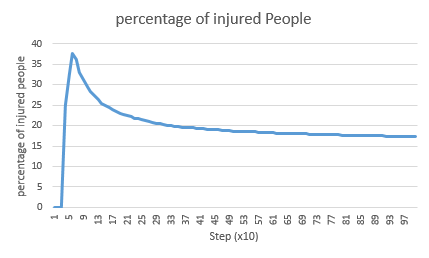 percentage of injured People
percentage of injured people
40
35
30
25
20
15
10
5
0
1 5 9 13 17 21 25 29 33 37 41 45 49 53 57 61 65 69 73 77 81 85 89 93 97
Step (x10)